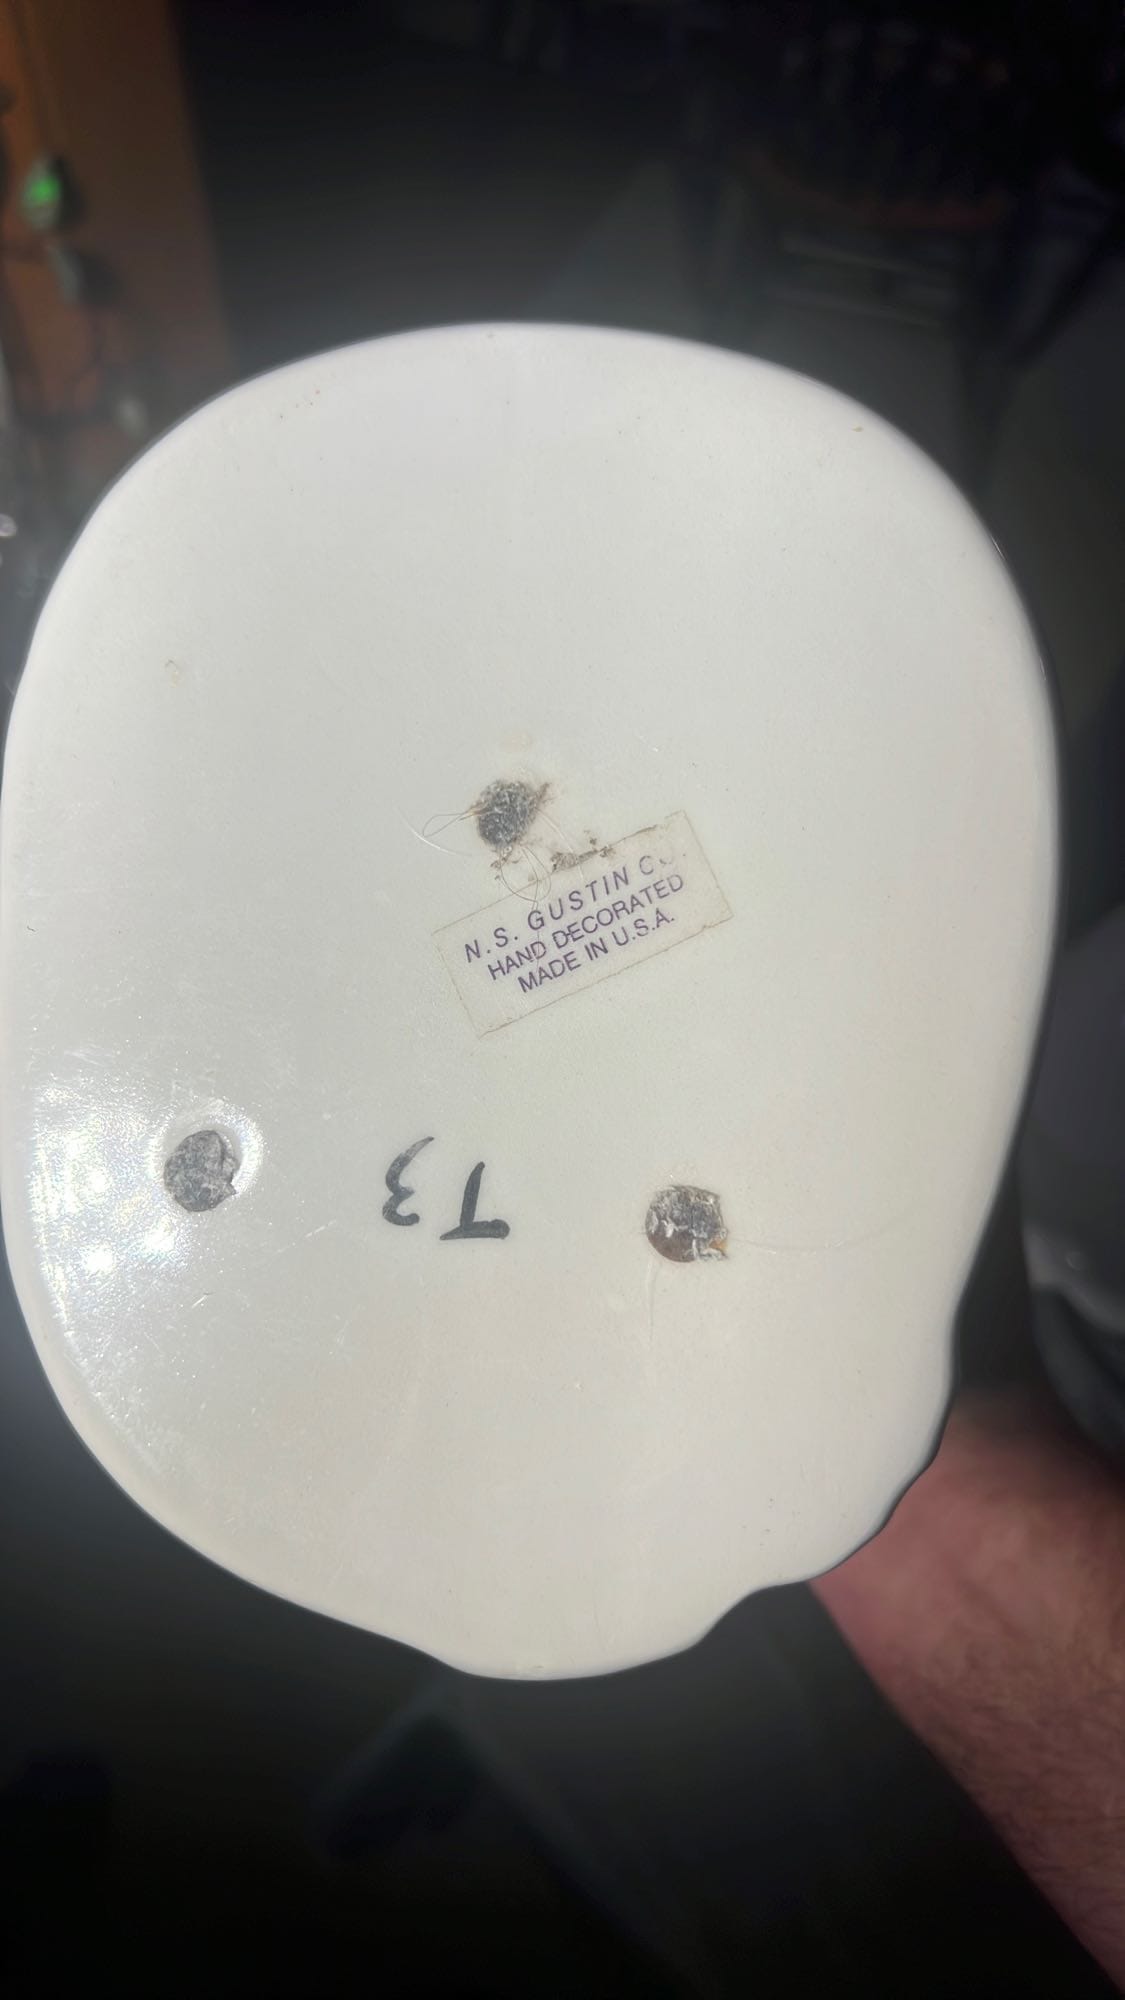 N.S. GUSTIN CO.
HAND DECORATED
MADE IN U.S.A.
T3